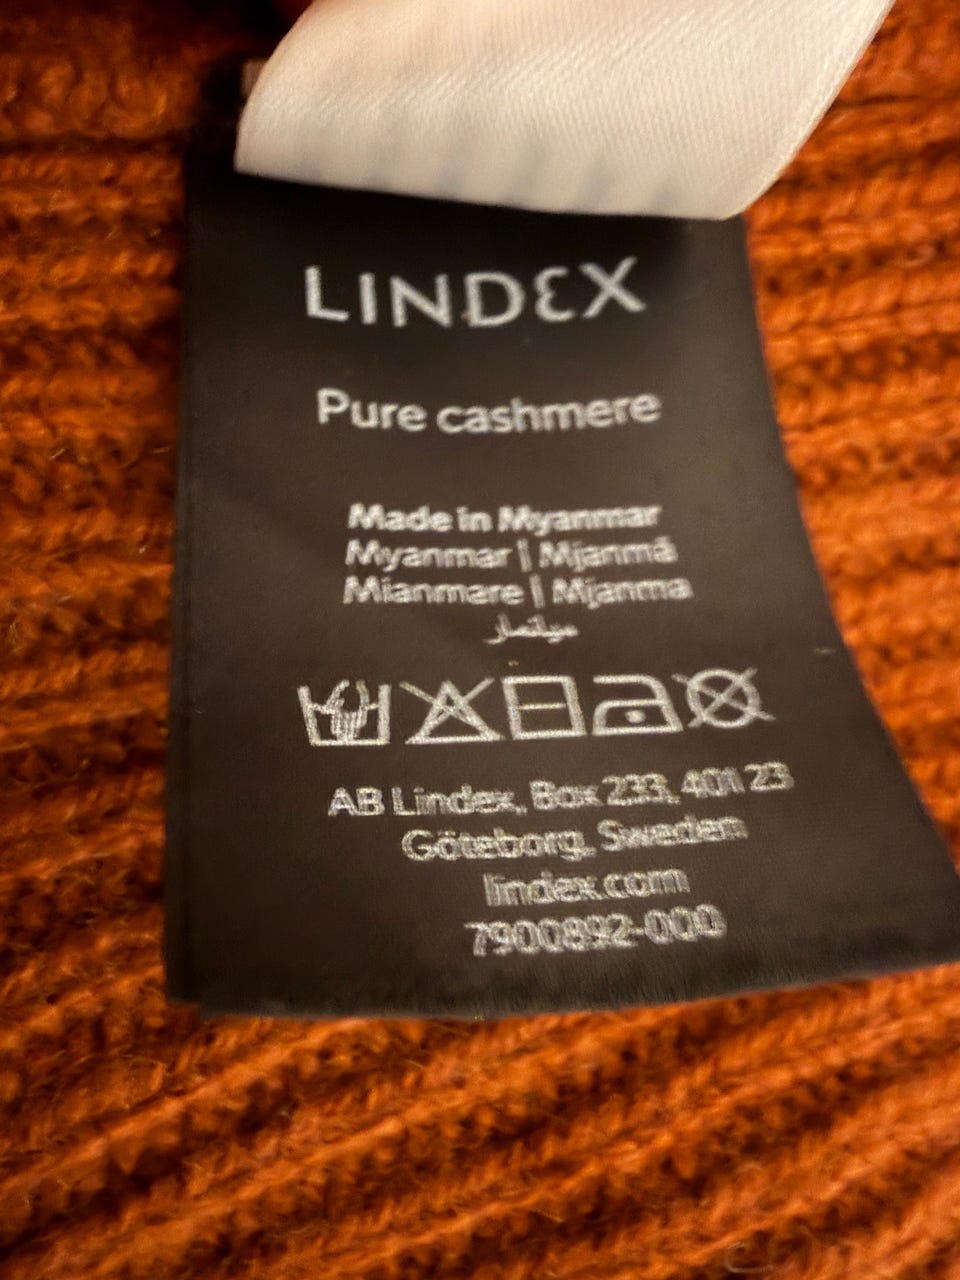 LINDEX
Pure cashmere
Made in Myanmar
Myanmar | Mjanmā
Mianmare | Mjanma
ميانمار
AB Lindex, Box 233, 401 23
Göteborg, Sweden
lindex.com
7900892-000